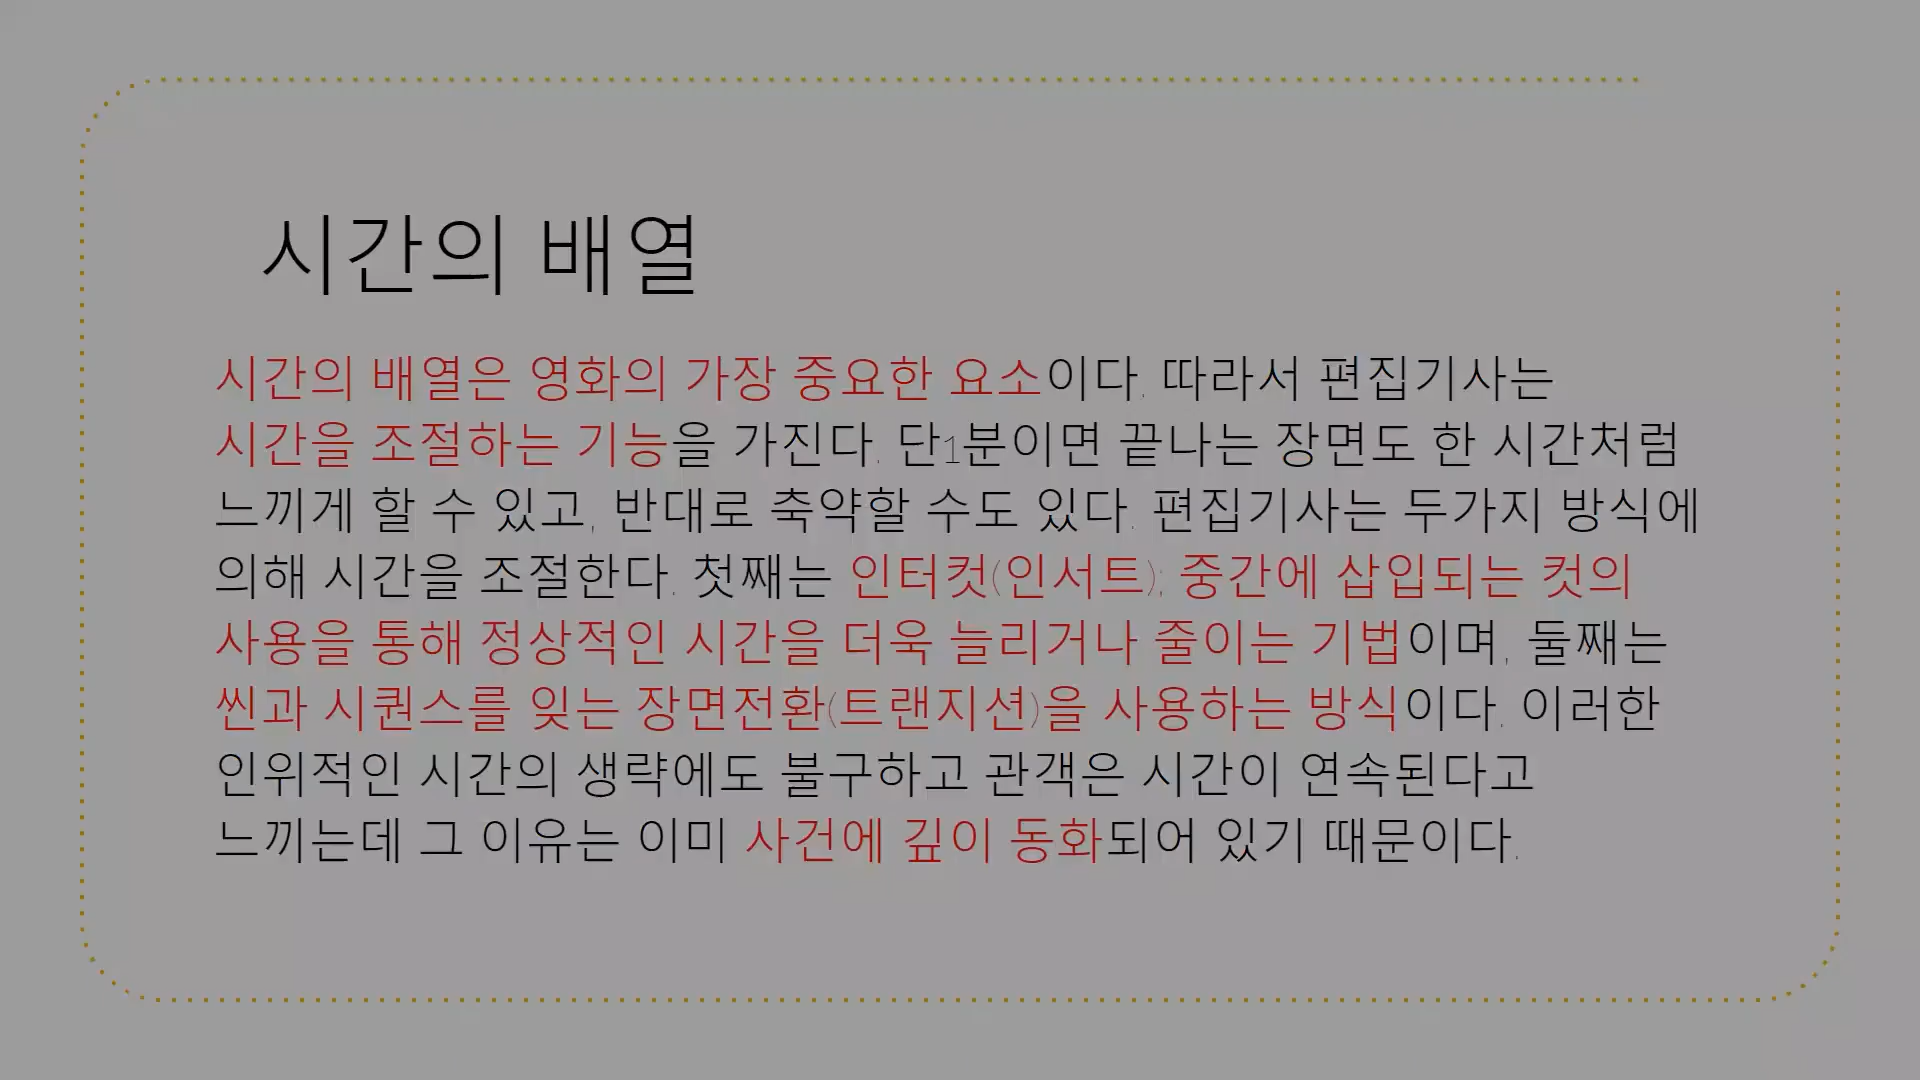 시간의 배열
시간의 배열은 영화의 가장 중요한 요소이다. 따라서 편집기사는
시간을 조절하는 기능을 가진다. 단1분이면 끝나는 장면도 한 시간처럼
느끼게 할 수 있고, 반대로 축약할 수도 있다. 편집기사는 두가지 방식에
의해 시간을 조절한다. 첫째는 인터컷(인서트); 중간에 삽입되는 컷의
사용을 통해 정상적인 시간을 더욱 늘리거나 줄이는 기법이며, 둘째는
씬과 시퀀스를 잊는 장면전환(트랜지션)을 사용하는 방식이다. 이러한
인위적인 시간의 생략에도 불구하고 관객은 시간이 연속된다고
느끼는데 그 이유는 이미 사건에 깊이 동화되어 있기 때문이다.